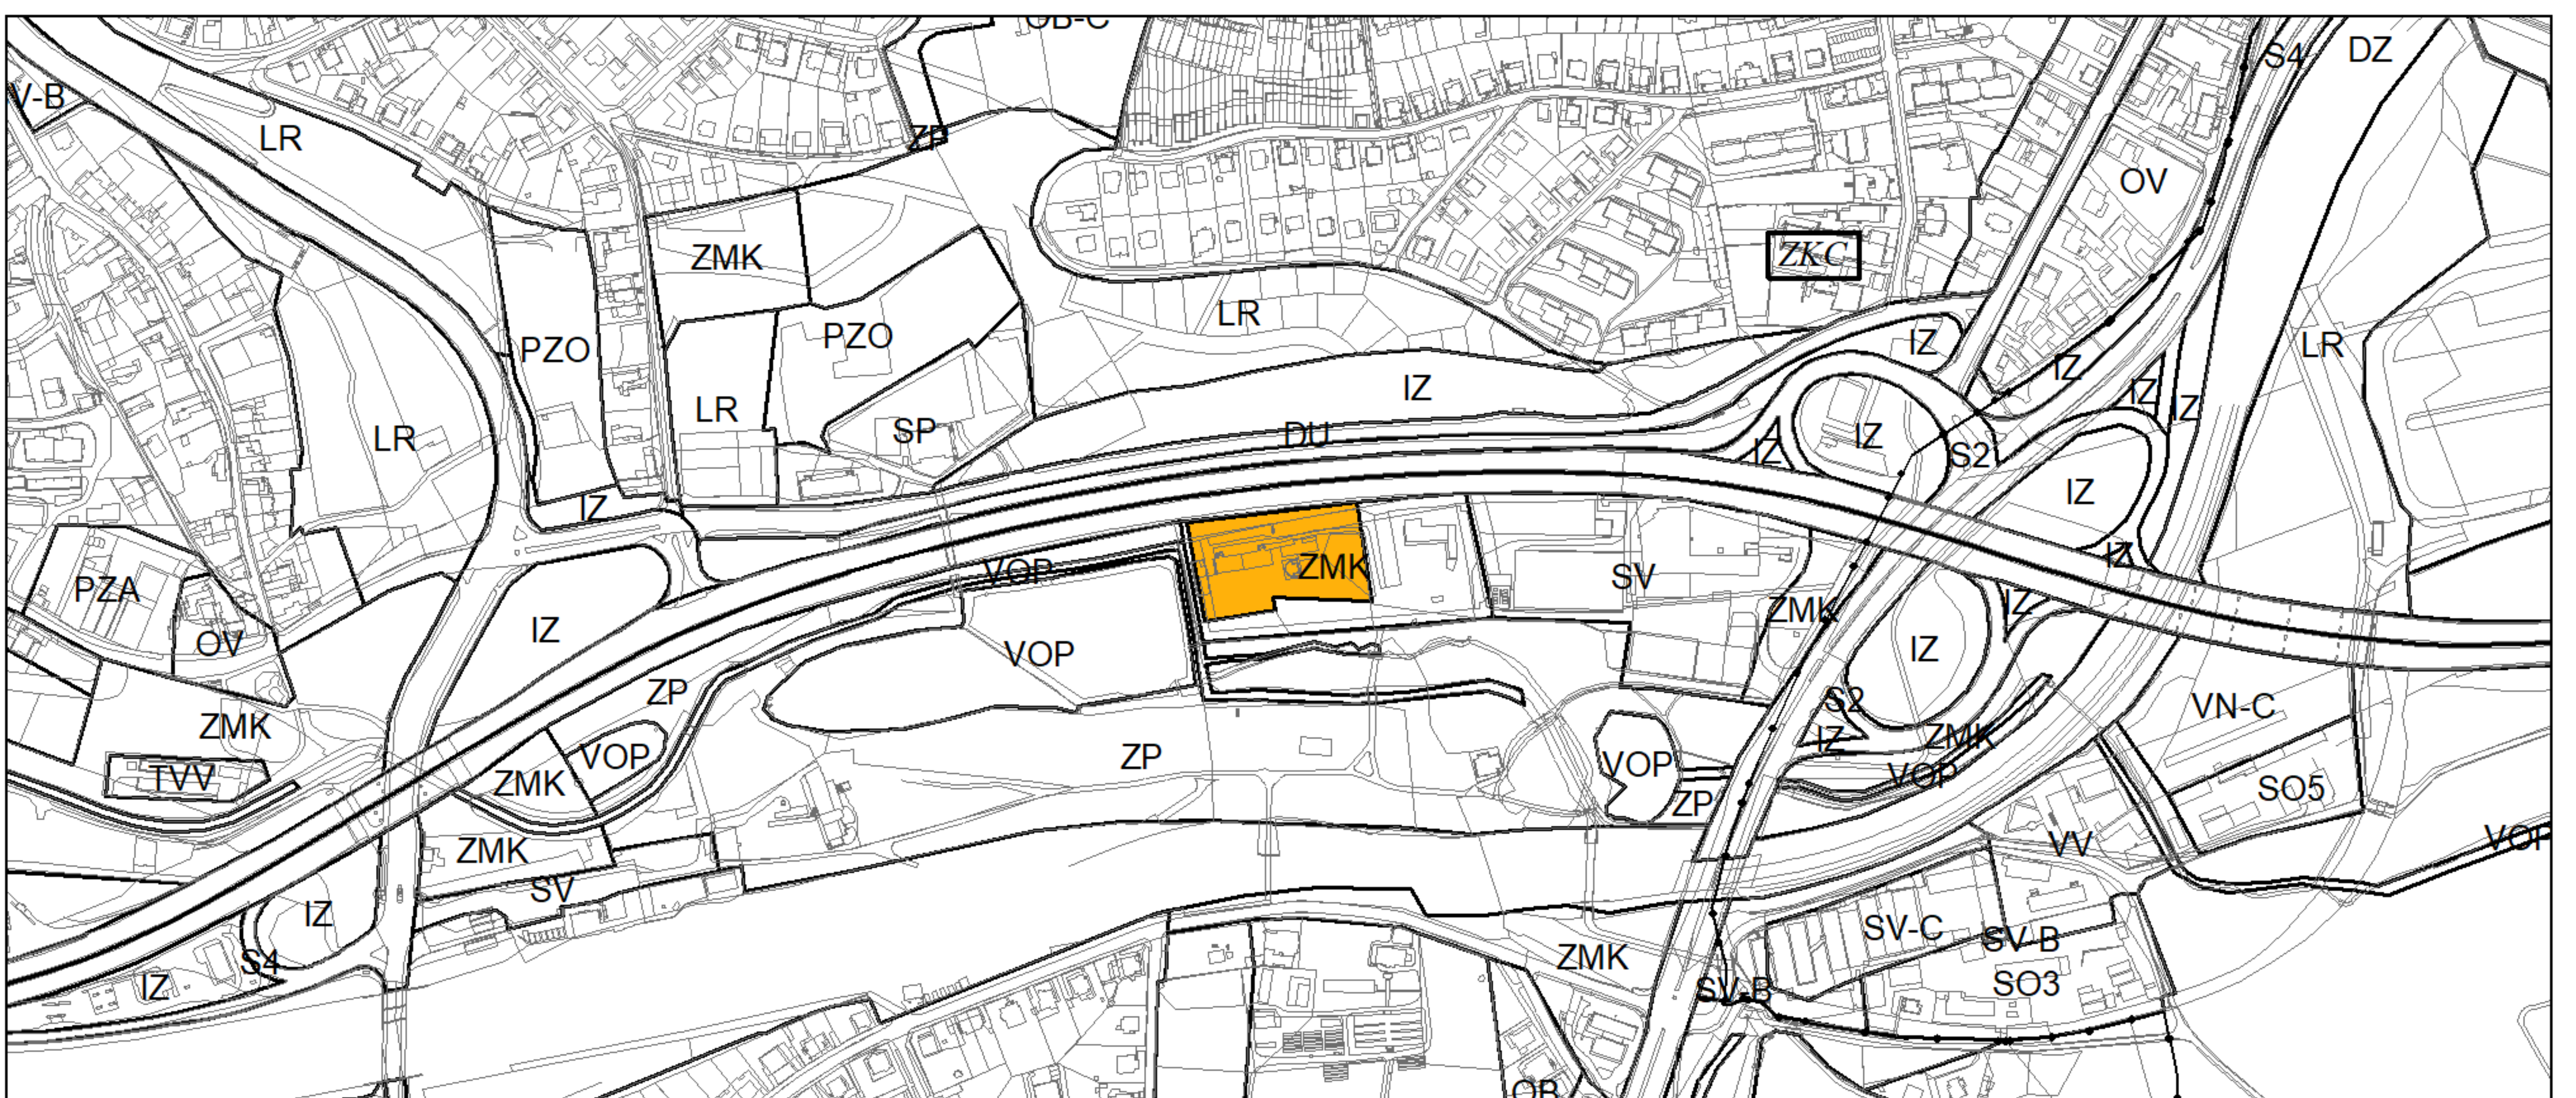 OB-C
S4
DZ
V-B
LR
ZP
OV
ZMK
ZKC
LR
PZO
PZO
IZ
IZ
LR
IZ
IZ
IZ
LR
LR
SP
DU
IZ
IZ
S2
IZ
IZ
PZA
VOP
ZMK
SV
IZ
ZMK
IZ
OV
IZ
VOP
IZ
ZP
S2
VN-C
ZMK
IZ
ZMK
TVV
ZMK
VOP
ZP
VOP
VOP
SO5
ZP
ZMK
SV
VV
VOP
IZ
SV-C
SV-B
S4
IZ
ZMK
SV-B
SO3
OB